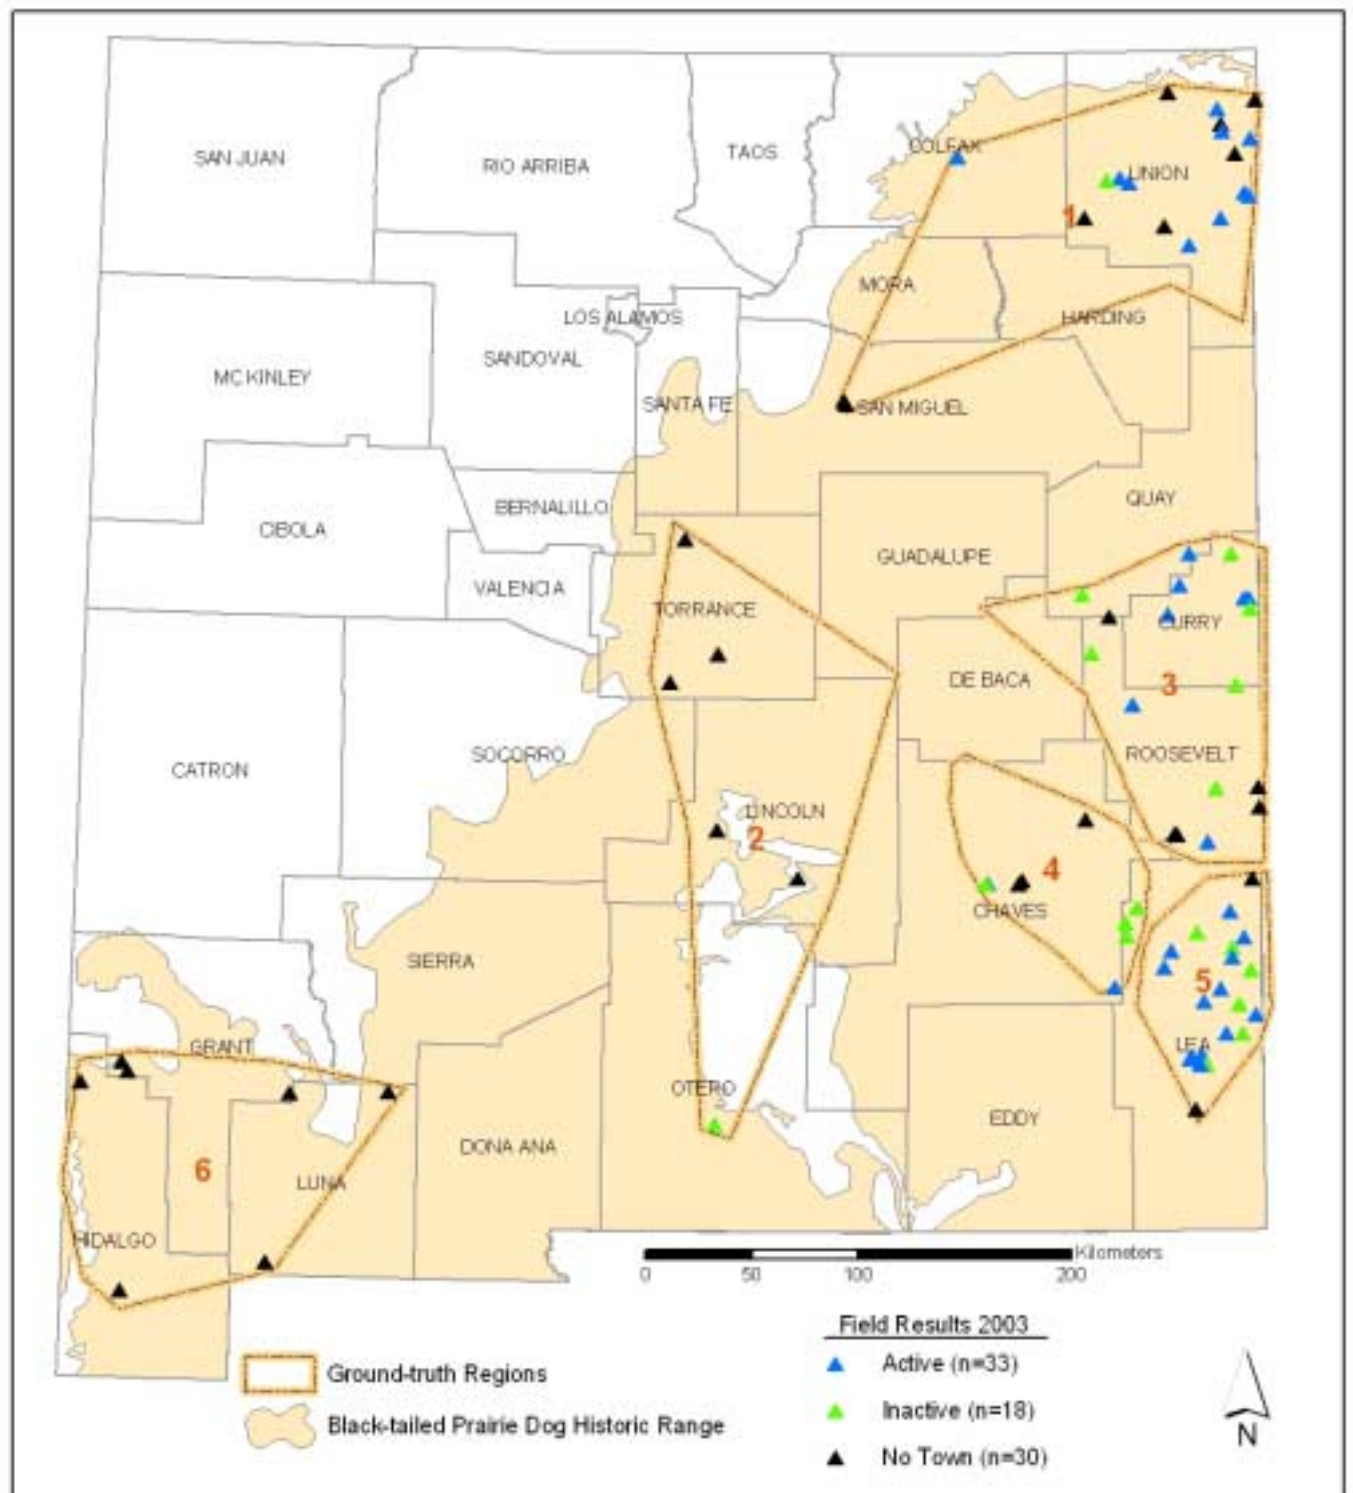 COLFAX
SAN JUAN
RIO ARRIBA
TAOS
UNION
1
MORA
LOS ALAMOS
HARDING
SANDOVAL
MCKINLEY
SANTA FE
SAN MIGUEL
QUAY
BERNALILLO
CIBOLA
GUADALUPE
VALENCIA
TORRANCE
CURRY
DE BACA
3
SOCORRO
ROOSEVELT
CATRON
LINCOLN
2
4
CHAVES
SIERRA
5
GRANT
LEA
OTERO
EDDY
DONA ANA
6
LUNA
HIDALGO
Kilometers
0 50 100 200
Field Results 2003
Active (n=33)
Inactive (n=18)
No Town (n=30)
Ground-truth Regions
Black-tailed Prairie Dog Historic Range
N